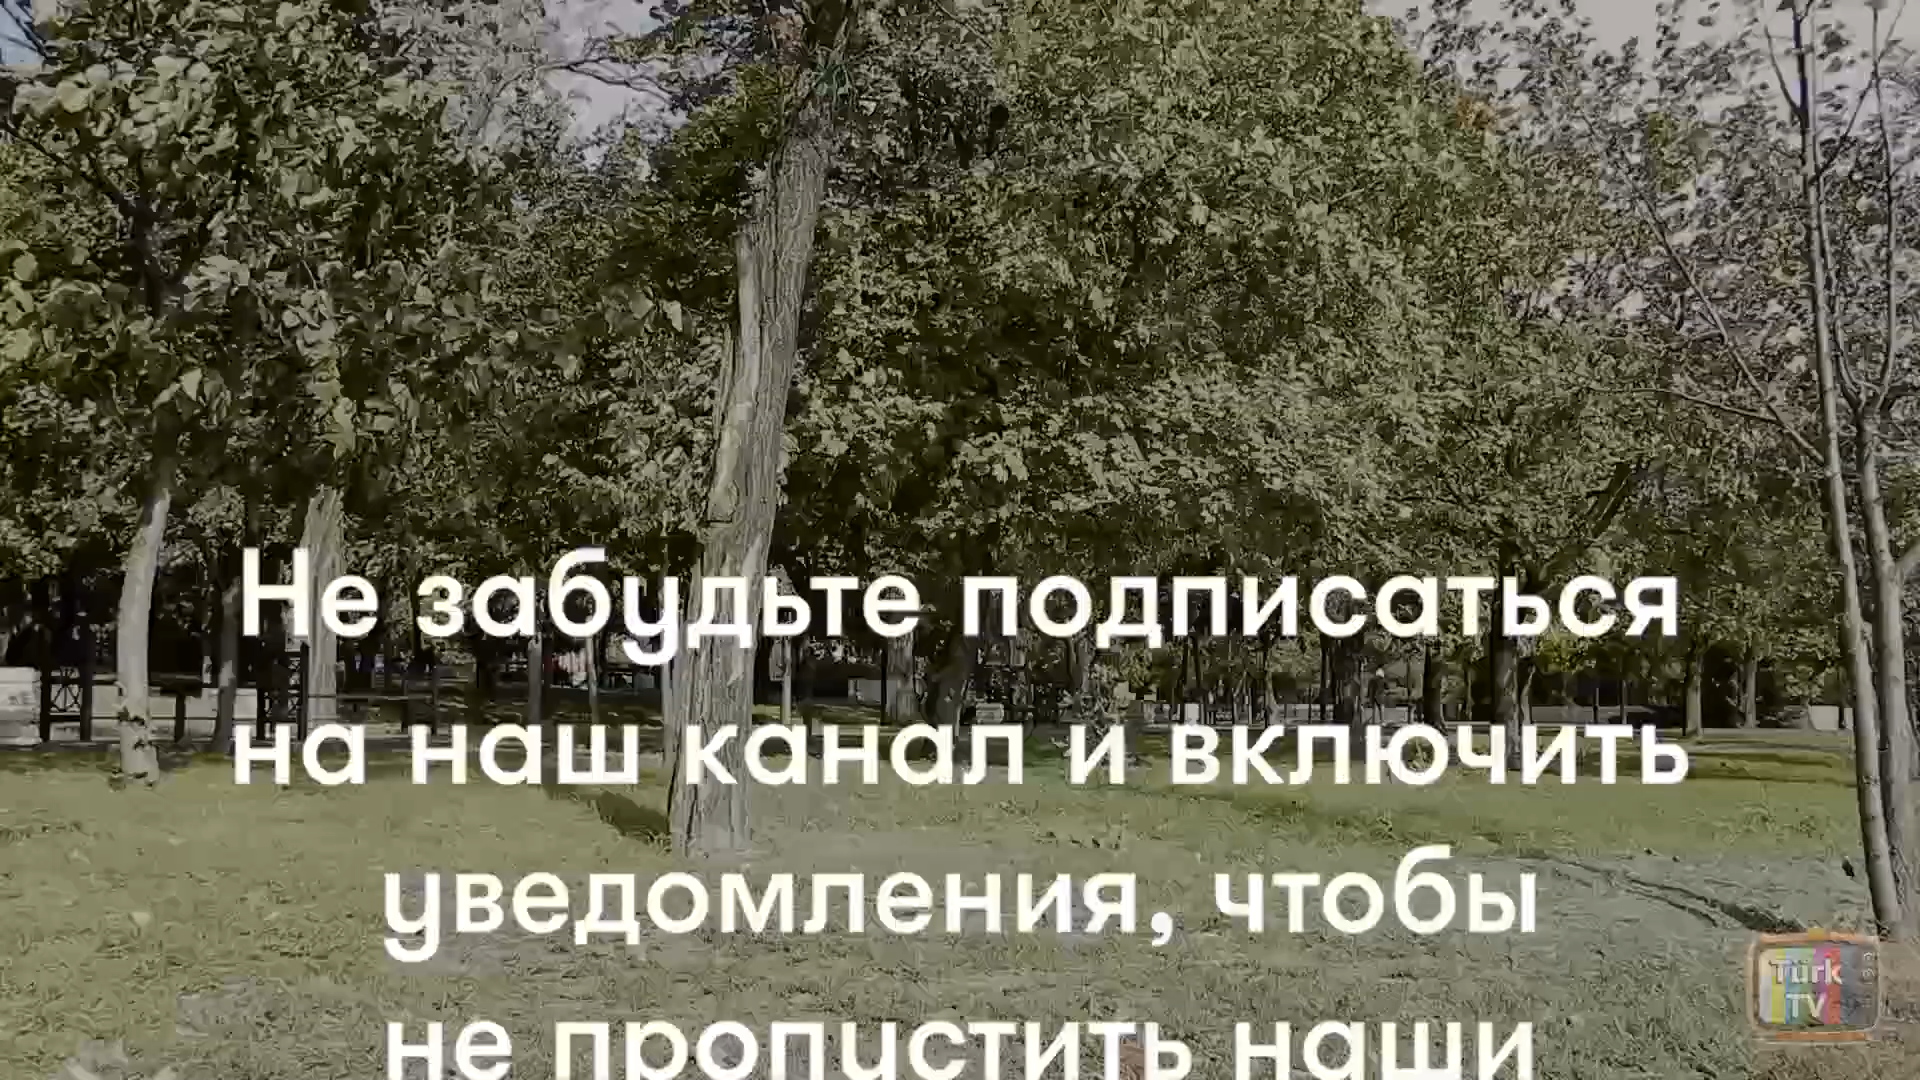 Не забудьте подписаться
на наш канал и включить
уведомления, чтобы
не пропустить наши
Türk
TV